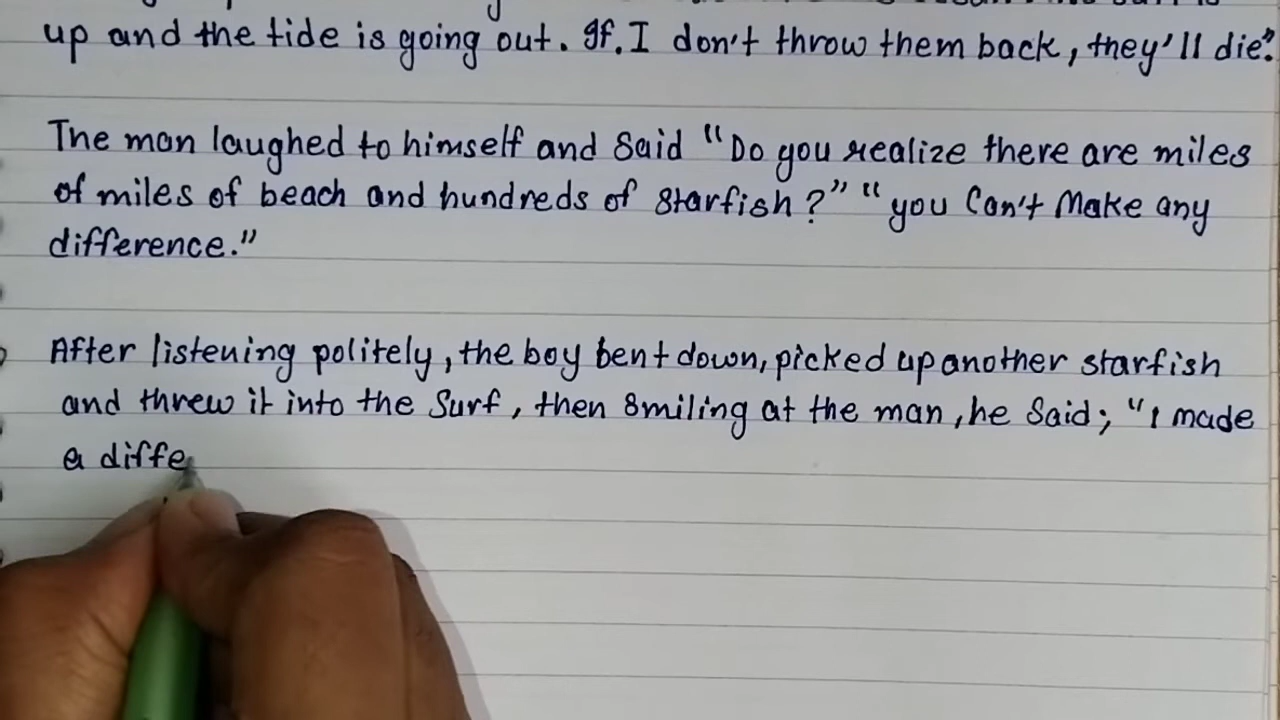 up and the tide is going out. If. I don't throw them back, they'll die".
The man laughed to himself and Said "Do you realize there are miles
of miles of beach and hundreds of starfish?" "you Can't Make any
difference."
After listening politely, the boy bent down, picked up another starfish
and threw it into the Surf, then Smiling at the man, he Said; "I made
a diffe